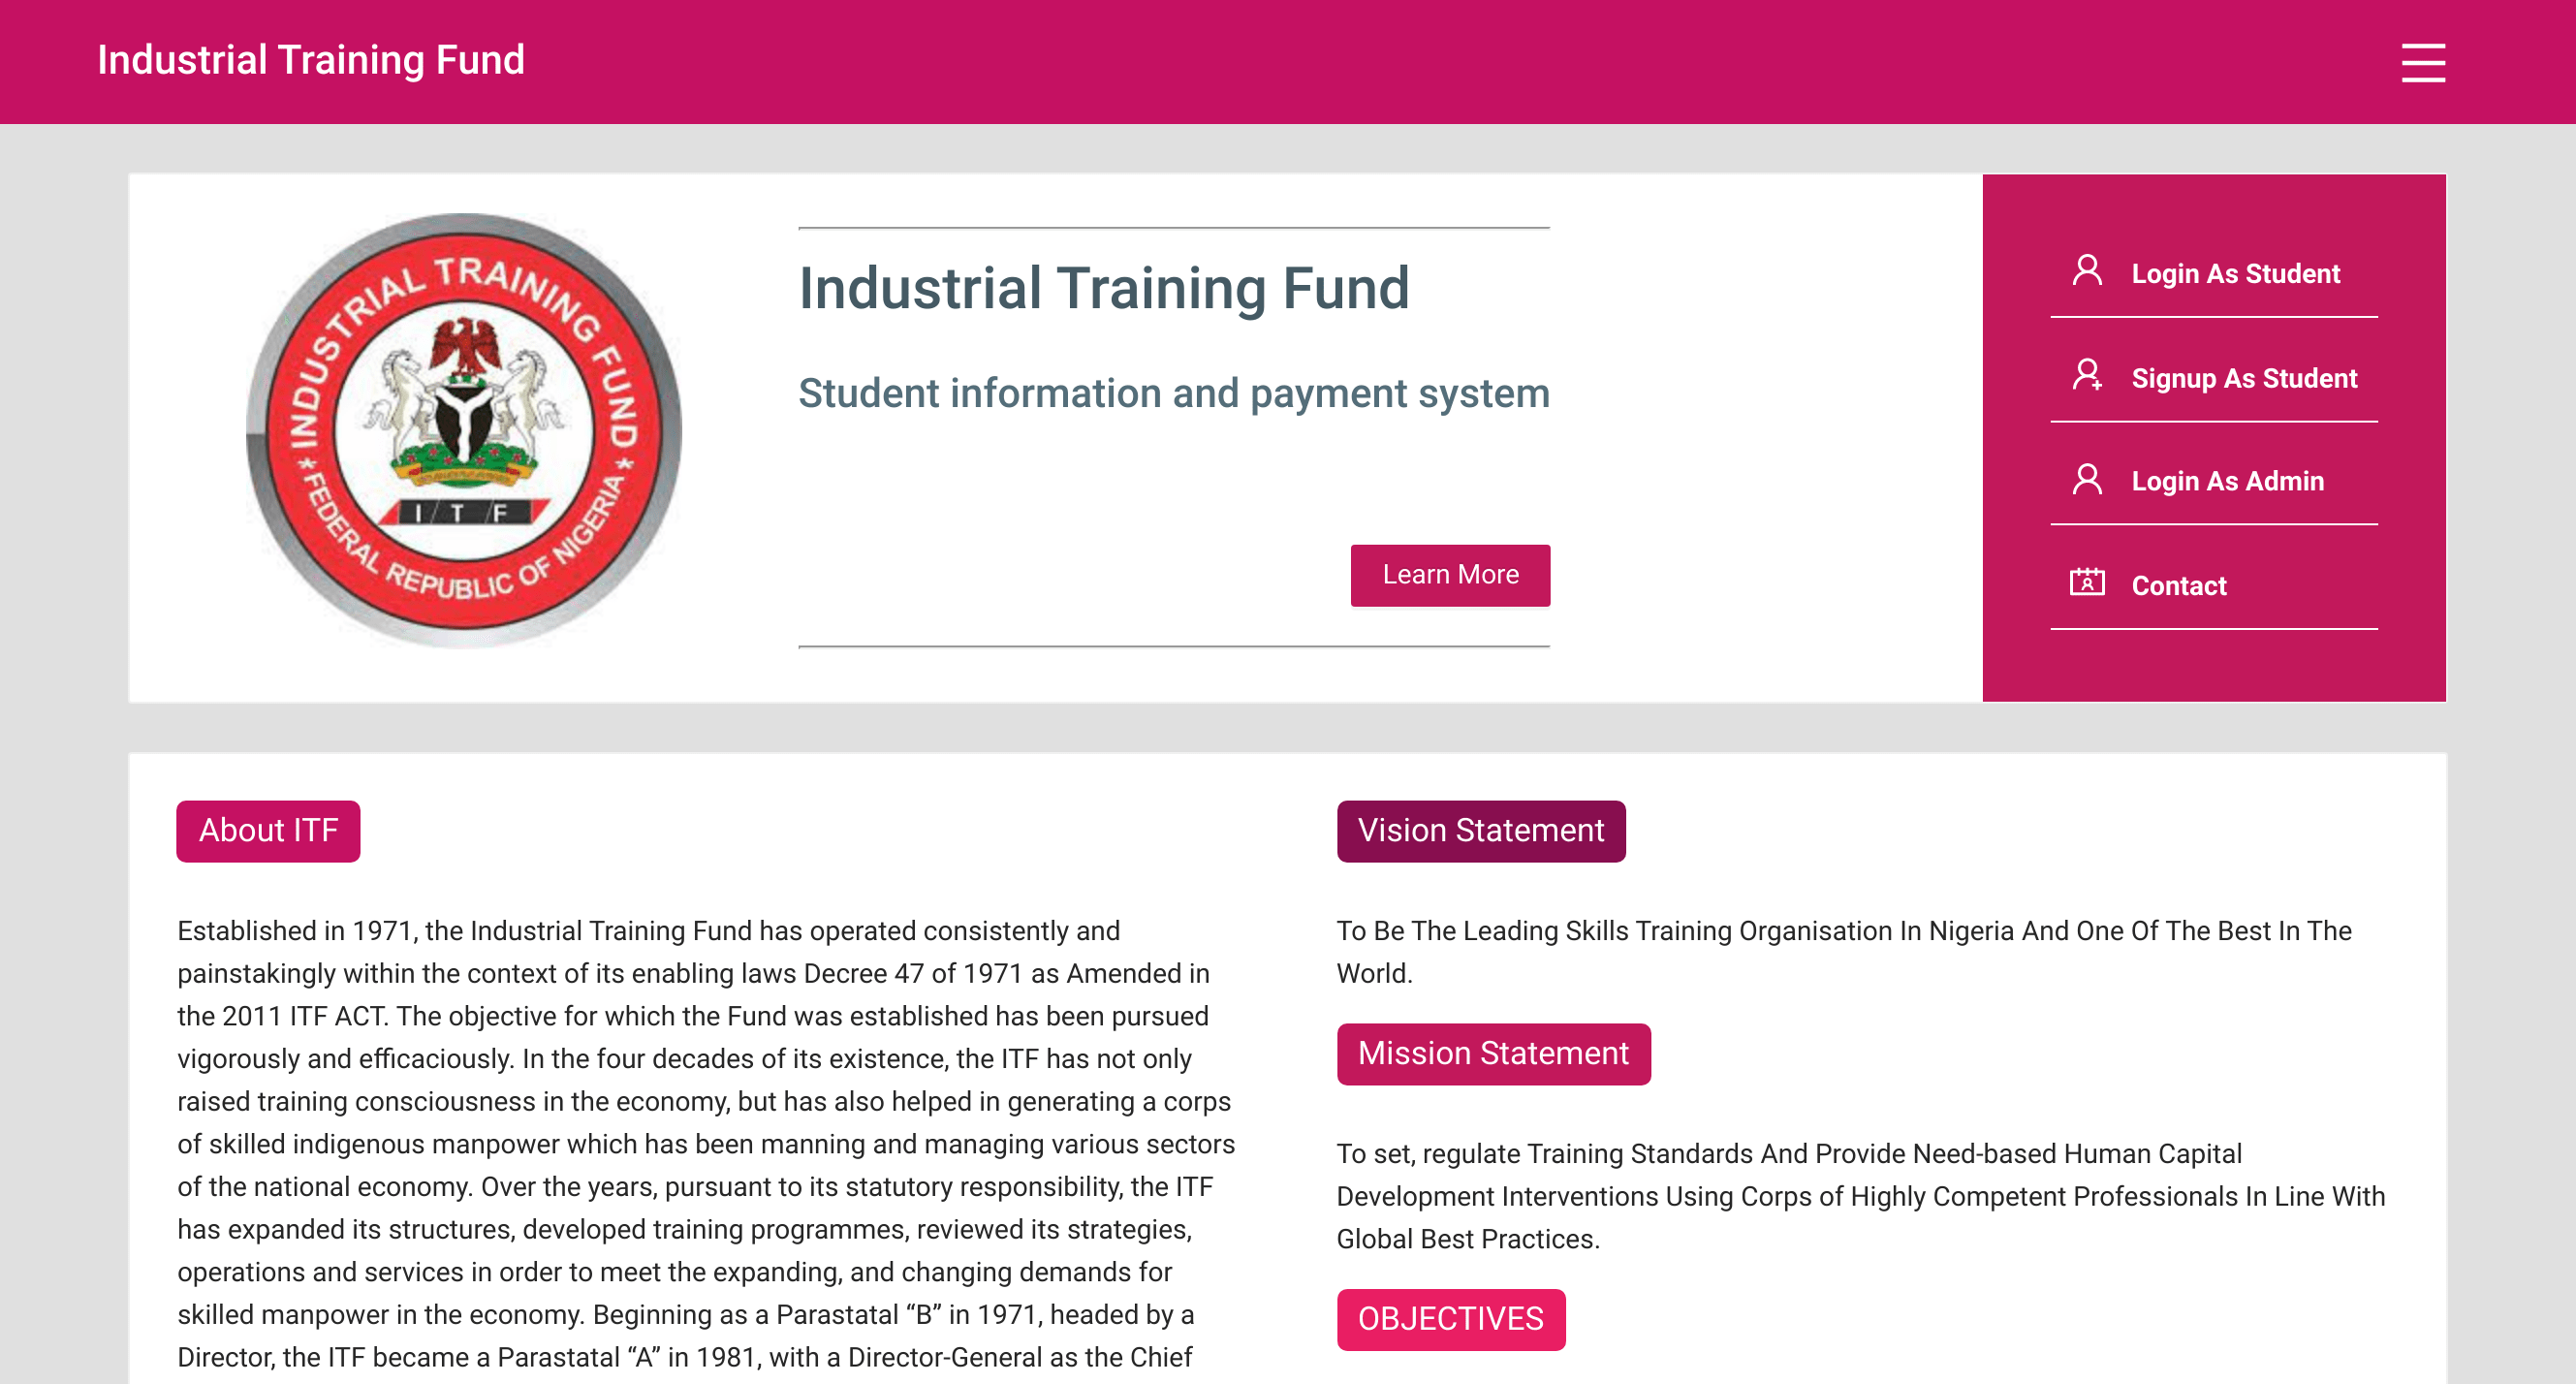 Industrial Training Fund
INDUSTRIAL TRAINING FUND
* FEDERAL REPUBLIC OF NIGERIA *
I T F
Industrial Training Fund
Student information and payment system
Learn More
Login As Student
Signup As Student
Login As Admin
Contact
About ITF
Established in 1971, the Industrial Training Fund has operated consistently and
painstakingly within the context of its enabling laws Decree 47 of 1971 as Amended in
the 2011 ITF ACT. The objective for which the Fund was established has been pursued
vigorously and efficaciously. In the four decades of its existence, the ITF has not only
raised training consciousness in the economy, but has also helped in generating a corps
of skilled indigenous manpower which has been manning and managing various sectors
of the national economy. Over the years, pursuant to its statutory responsibility, the ITF
has expanded its structures, developed training programmes, reviewed its strategies,
operations and services in order to meet the expanding, and changing demands for
skilled manpower in the economy. Beginning as a Parastatal “B” in 1971, headed by a
Director, the ITF became a Parastatal “A” in 1981, with a Director-General as the Chief
Vision Statement
To Be The Leading Skills Training Organisation In Nigeria And One Of The Best In The
World.
Mission Statement
To set, regulate Training Standards And Provide Need-based Human Capital
Development Interventions Using Corps of Highly Competent Professionals In Line With
Global Best Practices.
OBJECTIVES